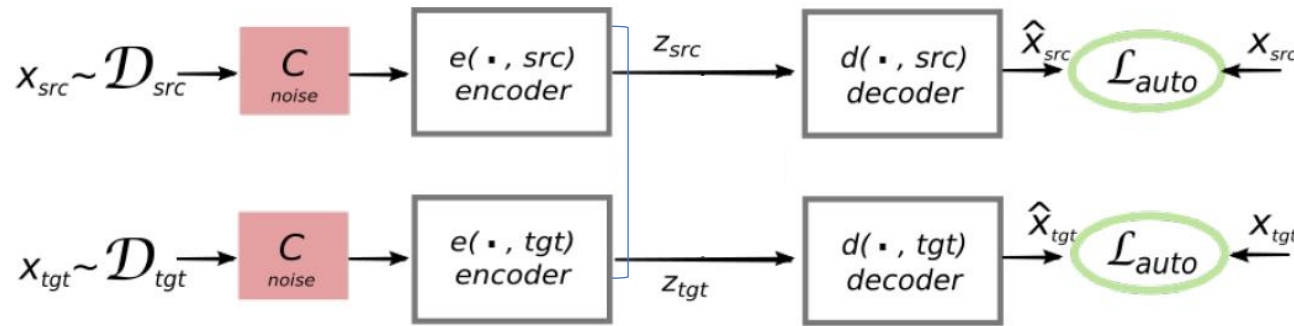 x_src ~ 𝒟_src
C
noise
e(·, src)
encoder
z_src
d(·, src)
decoder
x̂_src
ℒ_auto
x_src
x_tgt ~ 𝒟_tgt
C
noise
e(·, tgt)
encoder
z_tgt
d(·, tgt)
decoder
x̂_tgt
ℒ_auto
x_tgt